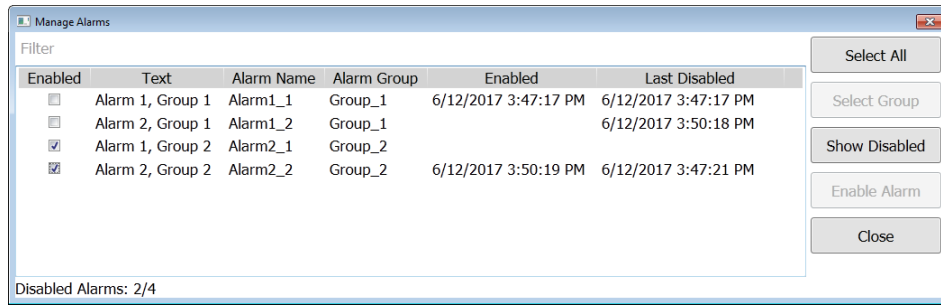 Manage Alarms
Filter
Select All
Enabled Text Alarm Name Alarm Group Enabled Last Disabled
Alarm 1, Group 1 Alarm1_1 Group_1 6/12/2017 3:47:17 PM 6/12/2017 3:47:17 PM
Select Group
Alarm 2, Group 1 Alarm1_2 Group_1 6/12/2017 3:50:18 PM
Alarm 1, Group 2 Alarm2_1 Group_2
Show Disabled
Alarm 2, Group 2 Alarm2_2 Group_2 6/12/2017 3:50:19 PM 6/12/2017 3:47:21 PM
Enable Alarm
Close
Disabled Alarms: 2/4